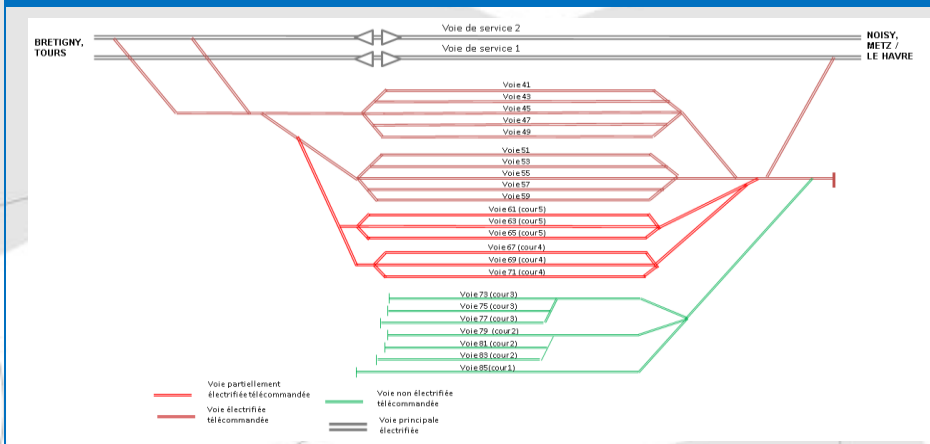 Voie de service 2
BRETIGNY,
TOURS
NOISY,
METZ /
LE HAVRE
Voie de service 1
Voie 41
Voie 43
Voie 45
Voie 47
Voie 49
Voie 51
Voie 53
Voie 55
Voie 57
Voie 59
Voie 61 (cour5)
Voie 63 (cour5)
Voie 65 (cour5)
Voie 67 (cour4)
Voie 69 (cour4)
Voie 71 (cour4)
Voie 73 (cour3)
Voie 75 (cour3)
Voie 77 (cour3)
Voie 79 (cour2)
Voie 81 (cour2)
Voie 83 (cour2)
Voie 85(cour1)
Voie partiellement
électrifiée télécommandée
Voie électrifiée
télécommandée
Voie non électrifiée
télécommandée
Voie principale
électrifiée